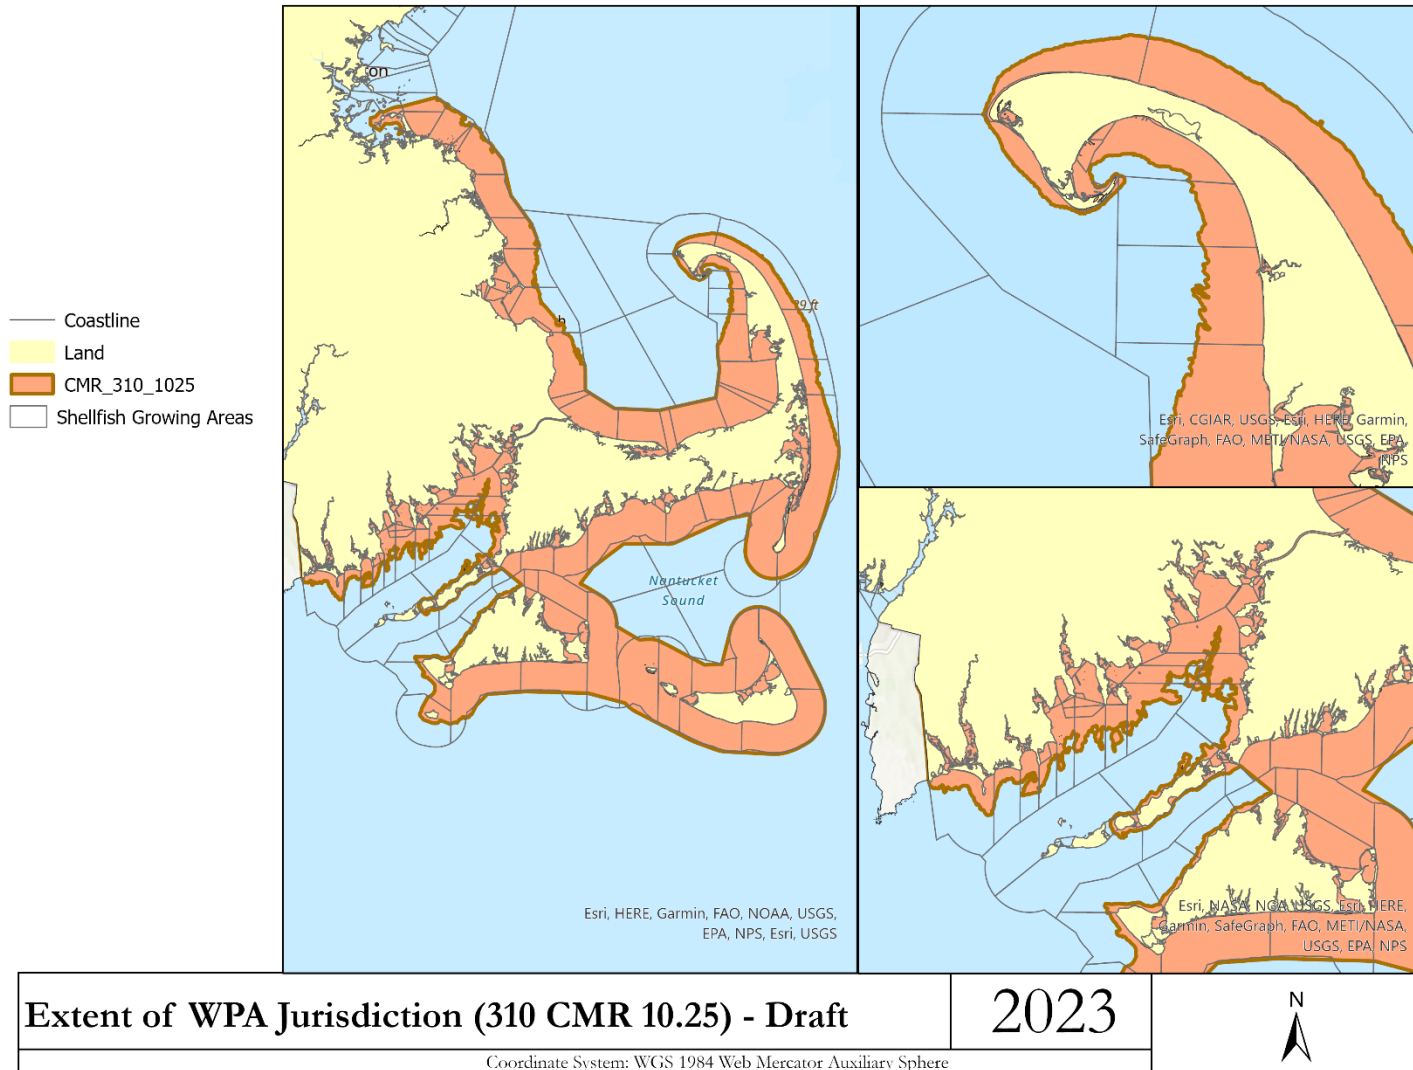 Coastline
Land
CMR_310_1025
Shellfish Growing Areas
on
29 ft
h
Nantucket
Sound
Esri, HERE, Garmin, FAO, NOAA, USGS,
EPA, NPS, Esri, USGS
Esri, CGIAR, USGS, Esri, HERE, Garmin,
SafeGraph, FAO, METI/NASA, USGS, EPA,
NPS
Esri, NASA, NGA, USGS, Esri, HERE,
Garmin, SafeGraph, FAO, METI/NASA,
USGS, EPA, NPS
Extent of WPA Jurisdiction (310 CMR 10.25) - Draft
2023
N
Coordinate System: WGS 1984 Web Mercator Auxiliary Sphere